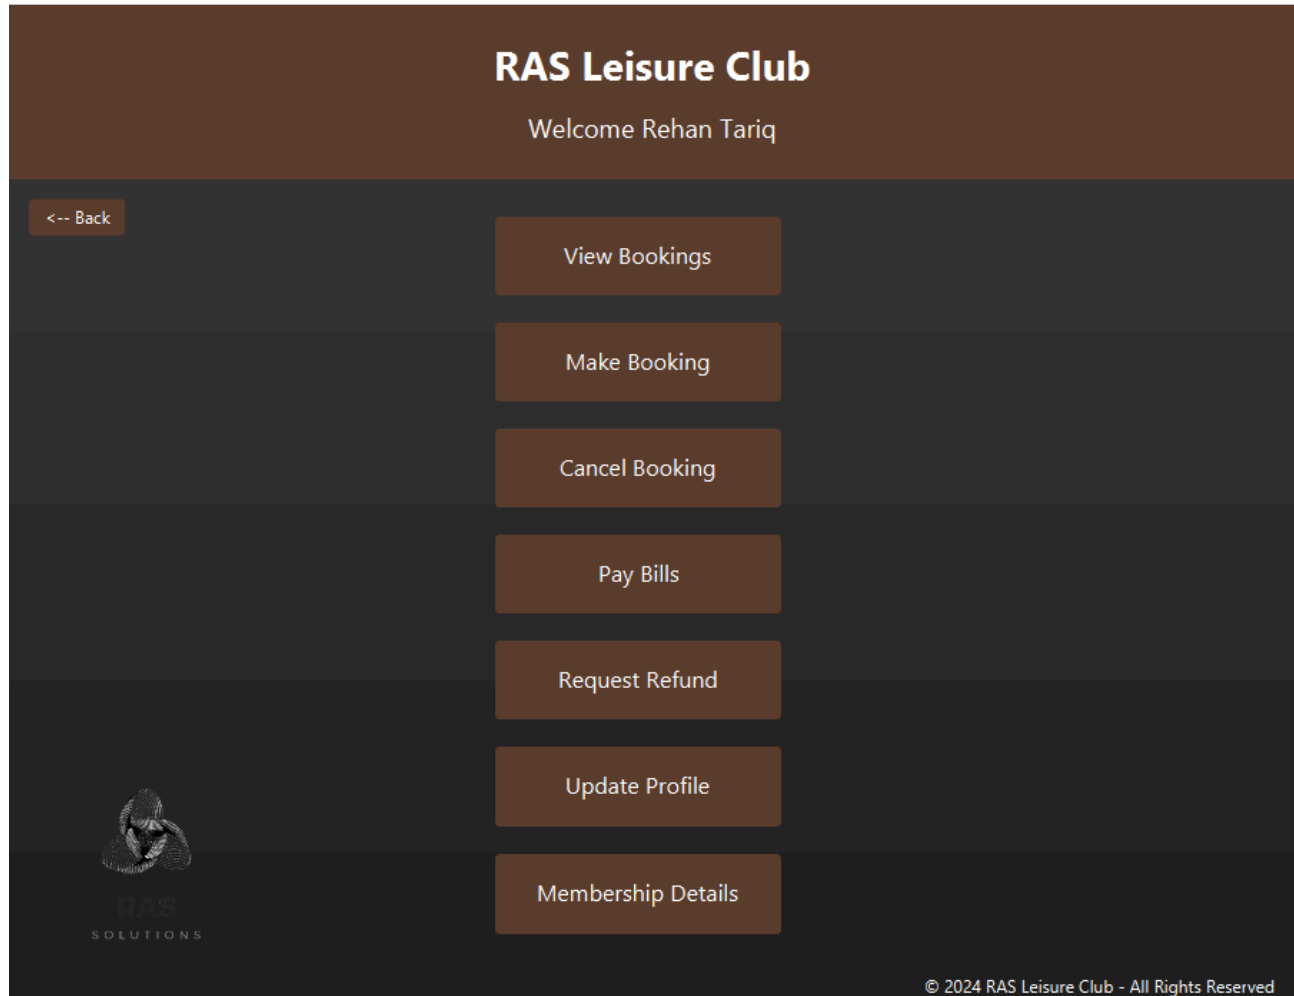 RAS Leisure Club
Welcome Rehan Tariq
<-- Back
View Bookings
Make Booking
Cancel Booking
Pay Bills
Request Refund
Update Profile
Membership Details
RAS
SOLUTIONS
© 2024 RAS Leisure Club - All Rights Reserved